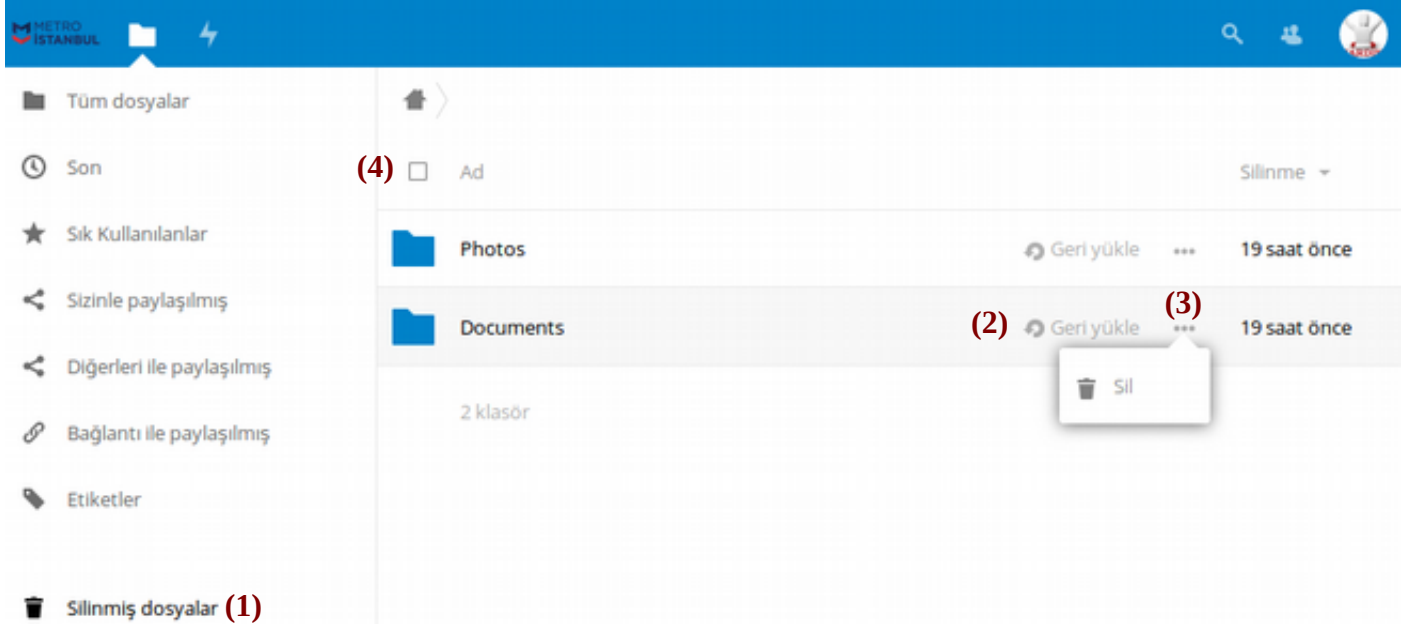 METRO
İSTANBUL
Tüm dosyalar
Son
(4) Ad Silinme
Sık Kullanılanlar
Photos Geri yükle ... 19 saat önce
Sizinle paylaşılmış
(3)
Documents (2) Geri yükle ... 19 saat önce
Diğerleri ile paylaşılmış
Sil
2 klasör
Bağlantı ile paylaşılmış
Etiketler
Silinmiş dosyalar (1)